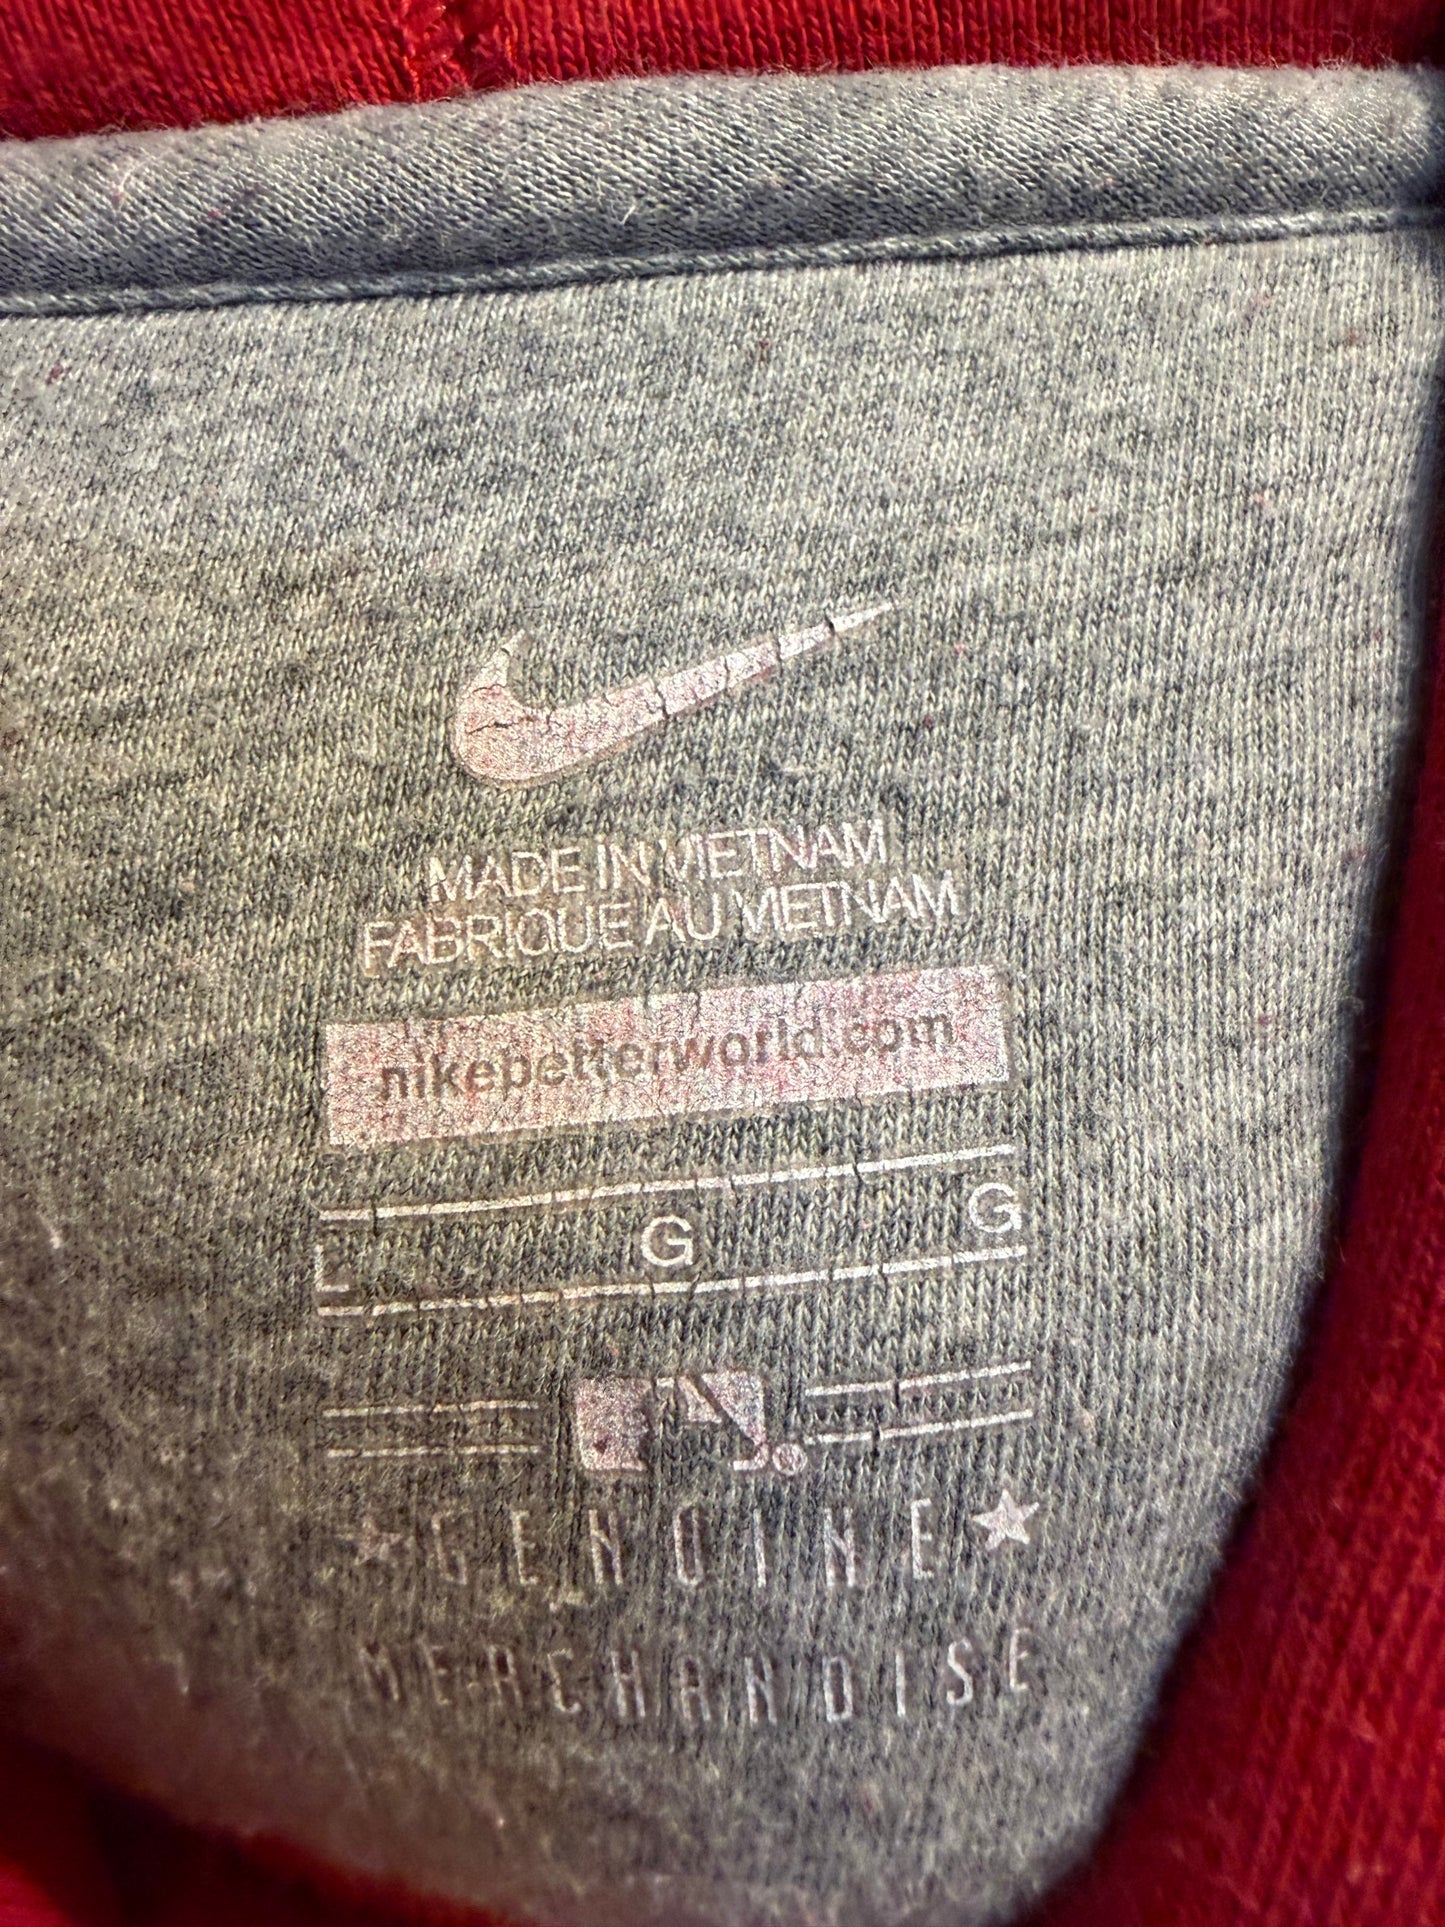 MADE IN VIETNAM
FABRIQUE AU VIETNAM
nikebetterworld.com
L G G
GENUINE
MERCHANDISE